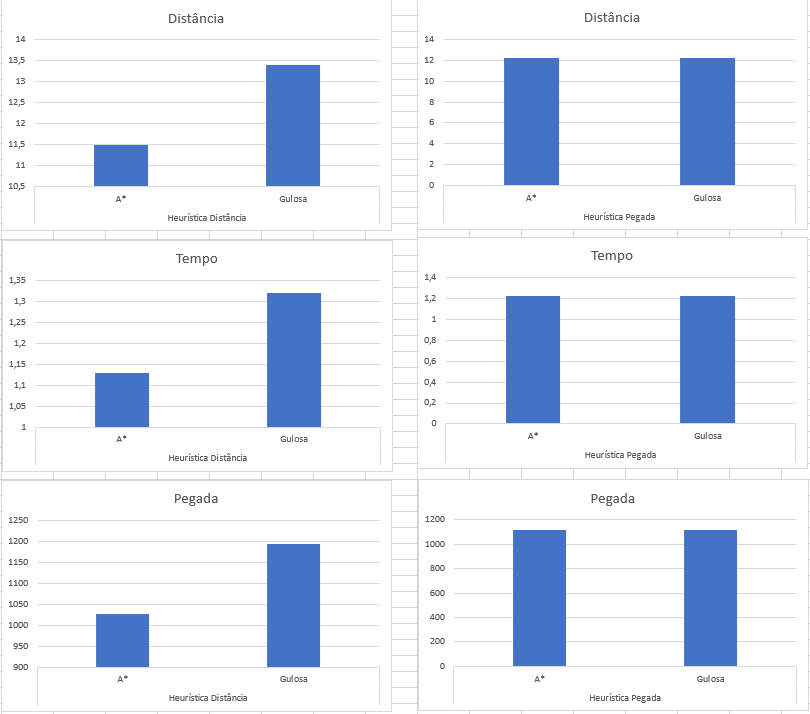 Distância
14
13,5
13
12,5
12
11,5
11
10,5
A* Gulosa
Heurística Distância
Distância
14
12
10
8
6
4
2
0
A* Gulosa
Heurística Pegada
Tempo
1,35
1,3
1,25
1,2
1,15
1,1
1,05
1
A* Gulosa
Heurística Distância
Tempo
1,4
1,2
1
0,8
0,6
0,4
0,2
0
A* Gulosa
Heurística Pegada
Pegada
1250
1200
1150
1100
1050
1000
950
900
A* Gulosa
Heurística Distância
Pegada
1200
1000
800
600
400
200
0
A* Gulosa
Heurística Pegada